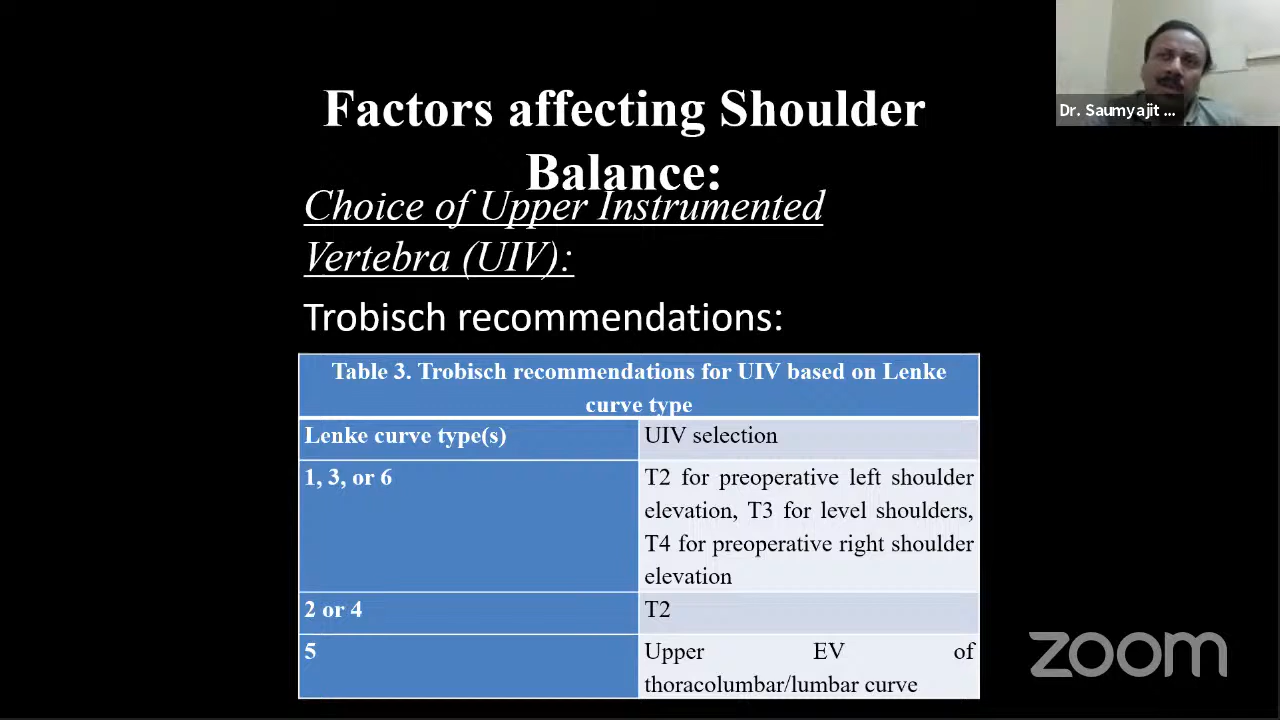 Factors affecting Shoulder
Balance:
Choice of Upper Instrumented
Vertebra (UIV):
Trobisch recommendations:
Table 3. Trobisch recommendations for UIV based on Lenke
curve type
Lenke curve type(s)
UIV selection
1, 3, or 6
T2 for preoperative left shoulder
elevation, T3 for level shoulders,
T4 for preoperative right shoulder
elevation
2 or 4
T2
5
Upper EV of
thoracolumbar/lumbar curve
Dr. Saumyajit ...
zoom